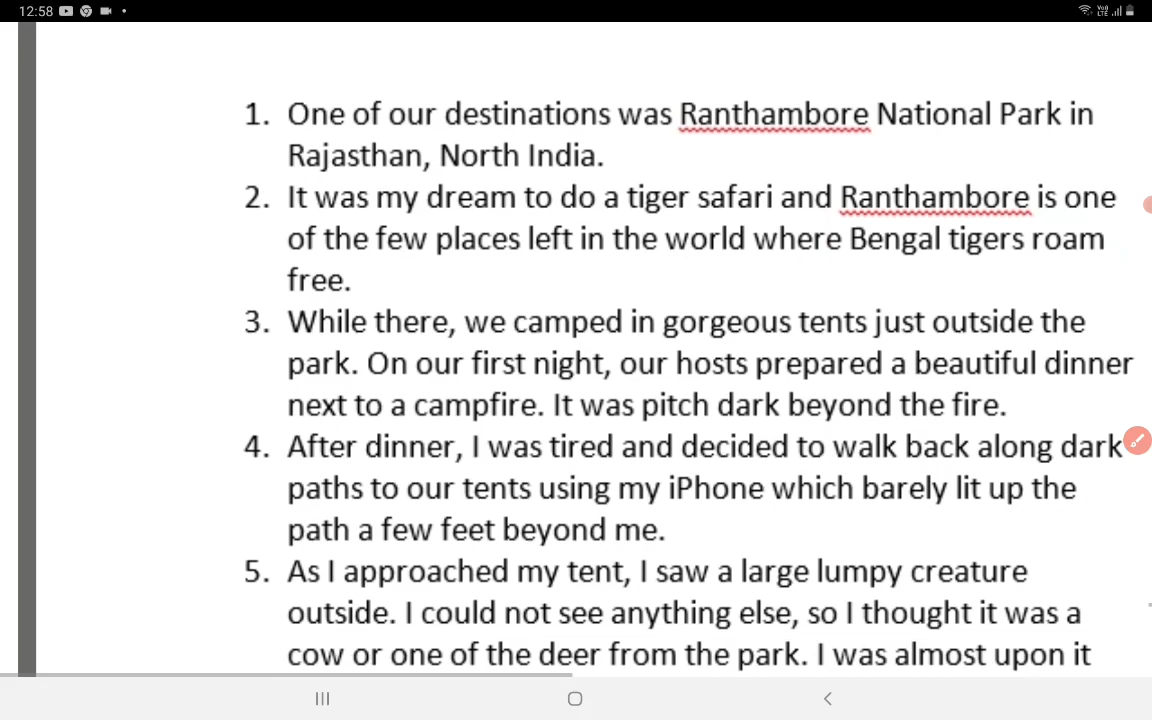 12:58
VoD
LTE
1. One of our destinations was Ranthambore National Park in
Rajasthan, North India.
2. It was my dream to do a tiger safari and Ranthambore is one
of the few places left in the world where Bengal tigers roam
free.
3. While there, we camped in gorgeous tents just outside the
park. On our first night, our hosts prepared a beautiful dinner
next to a campfire. It was pitch dark beyond the fire.
4. After dinner, I was tired and decided to walk back along dark
paths to our tents using my iPhone which barely lit up the
path a few feet beyond me.
5. As I approached my tent, I saw a large lumpy creature
outside. I could not see anything else, so I thought it was a
cow or one of the deer from the park. I was almost upon it